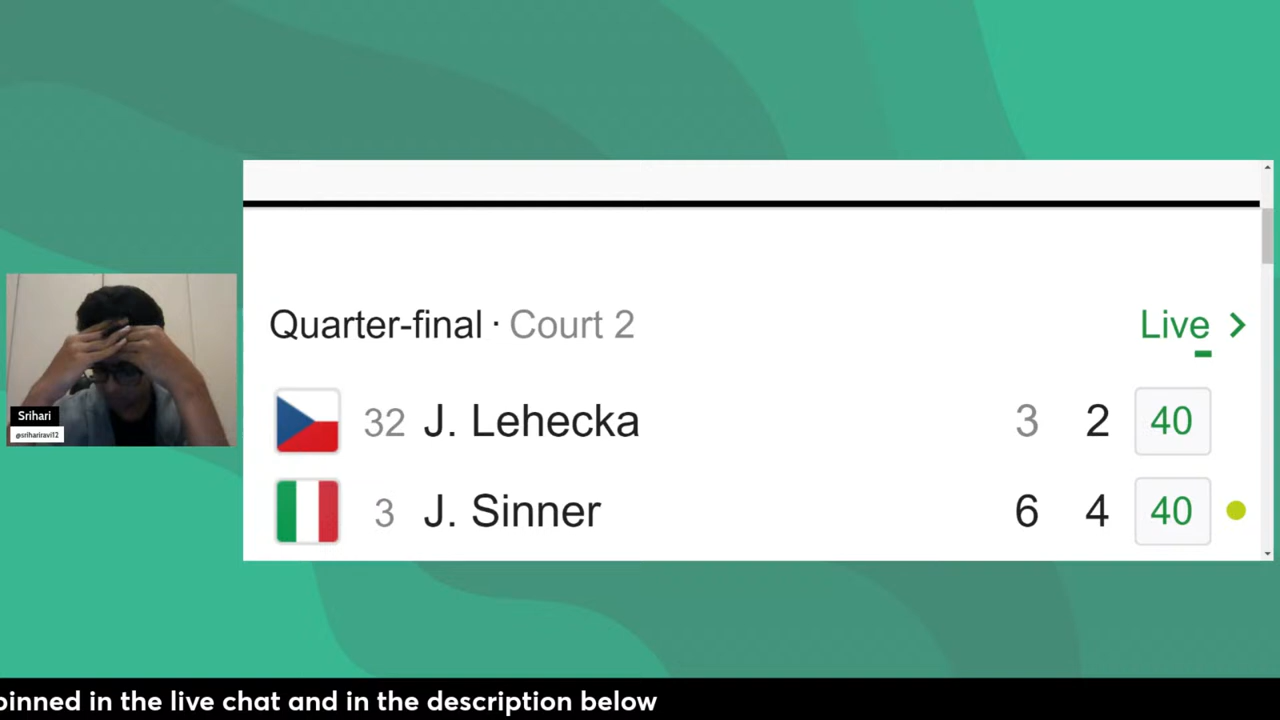 Quarter-final · Court 2
Live
32 J. Lehecka 3 2 40
3 J. Sinner 6 4 40
Srihari
@srihariravi12
pinned in the live chat and in the description below